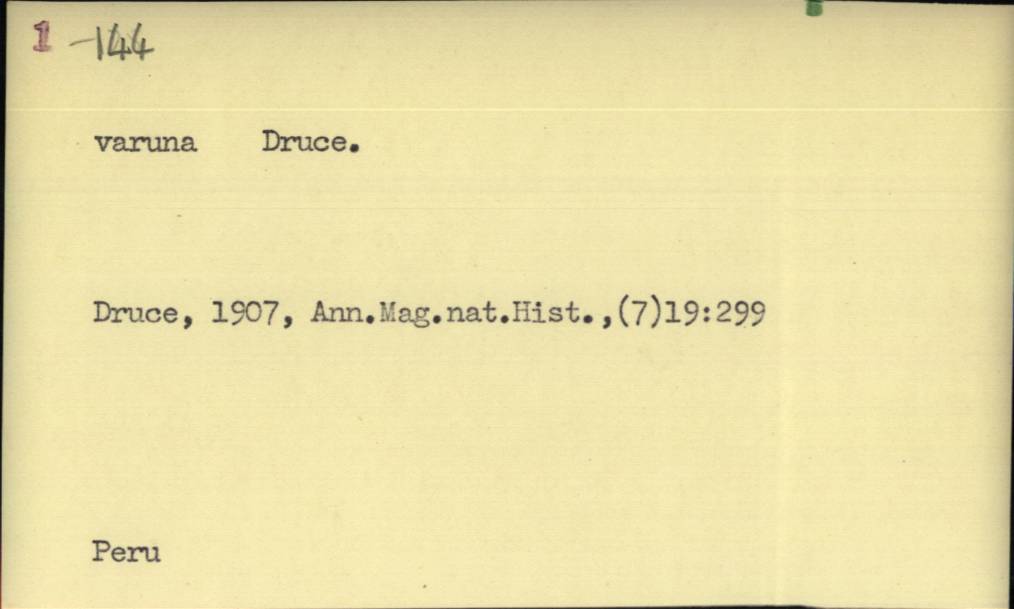 1 -144
varuna Druce.
Druce, 1907, Ann.Mag.nat.Hist.,(7)19:299
Peru